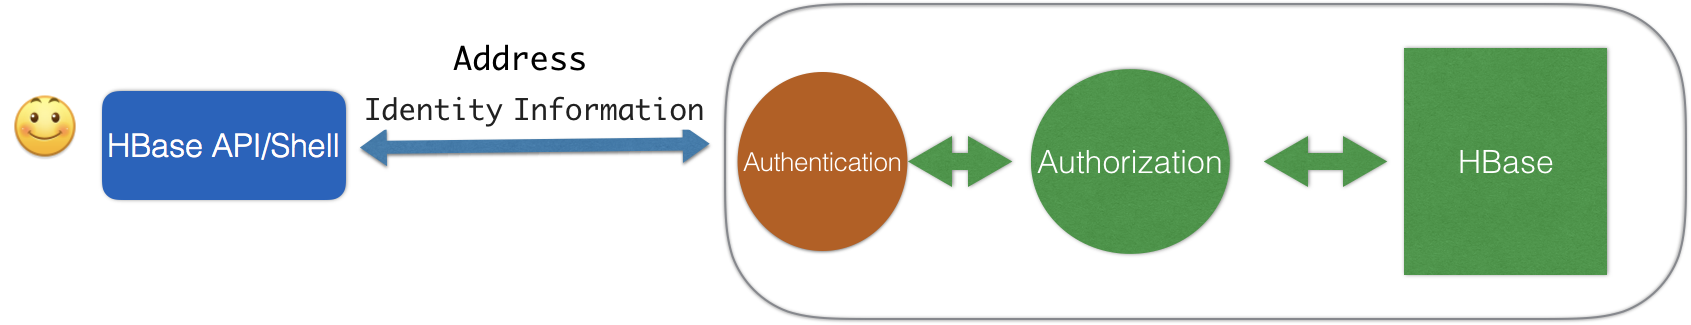 Address
Identity Information
HBase API/Shell
Authentication
Authorization
HBase